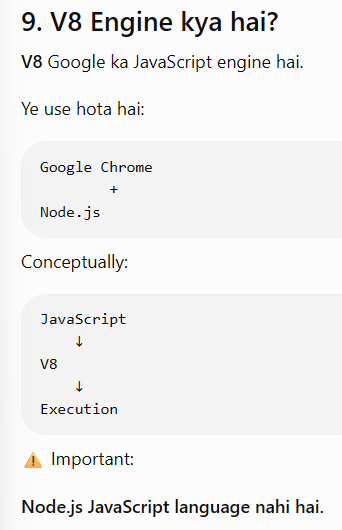 9. V8 Engine kya hai?
V8 Google ka JavaScript engine hai.
Ye use hota hai:
Google Chrome
+
Node.js
Conceptually:
JavaScript
↓
V8
↓
Execution
⚠️ Important:
Node.js JavaScript language nahi hai.